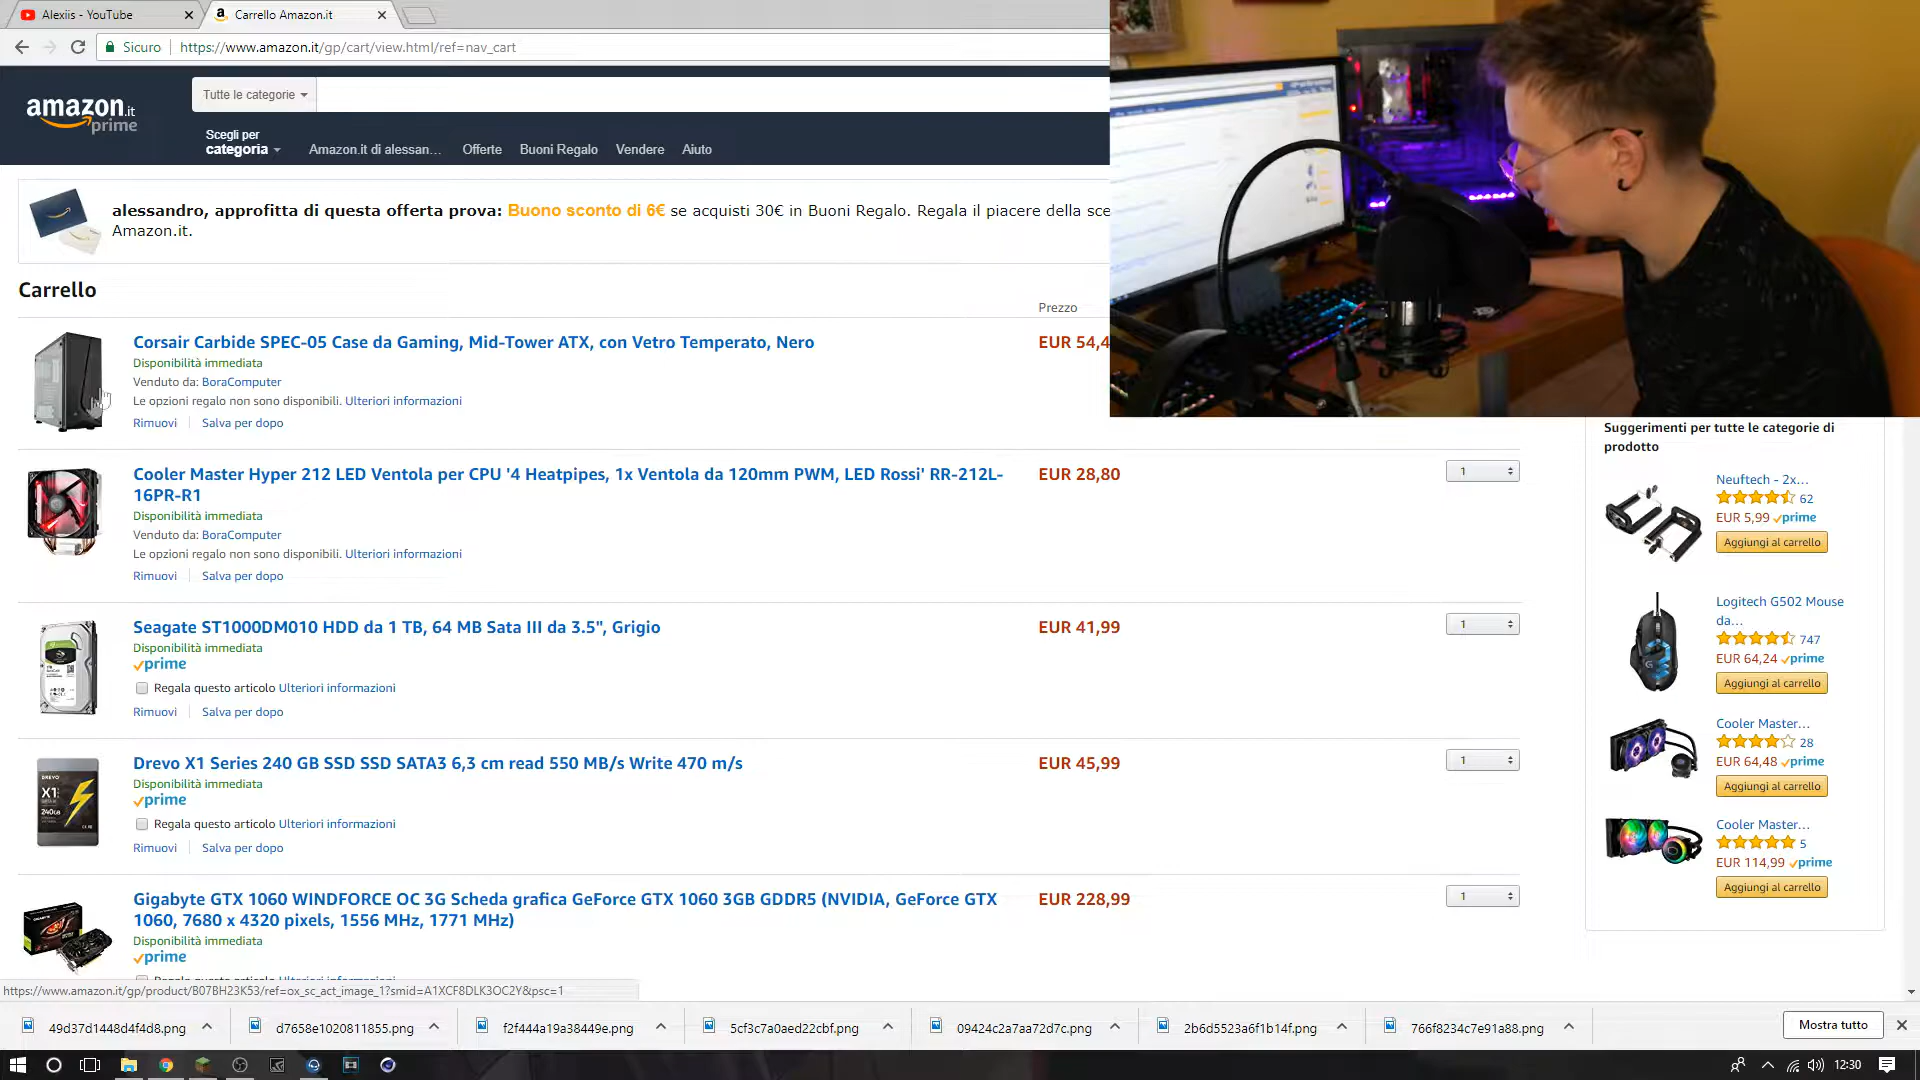 Alexiis - YouTube
Carrello Amazon.it
Sicuro
https://www.amazon.it/gp/cart/view.html/ref=nav_cart
amazon.it
prime
Tutte le categorie
Scegli per
categoria
Amazon.it di alessan...
Offerte
Buoni Regalo
Vendere
Aiuto
alessandro, approfitta di questa offerta prova: Buono sconto di 6€ se acquisti 30€ in Buoni Regalo. Regala il piacere della sce
Amazon.it.
Carrello
Prezzo
Corsair Carbide SPEC-05 Case da Gaming, Mid-Tower ATX, con Vetro Temperato, Nero
EUR 54,4
Disponibilità immediata
Venduto da: BoraComputer
Le opzioni regalo non sono disponibili. Ulteriori informazioni
Rimuovi
Salva per dopo
Cooler Master Hyper 212 LED Ventola per CPU '4 Heatpipes, 1x Ventola da 120mm PWM, LED Rossi' RR-212L-
16PR-R1
EUR 28,80
1
Disponibilità immediata
Venduto da: BoraComputer
Le opzioni regalo non sono disponibili. Ulteriori informazioni
Rimuovi
Salva per dopo
Seagate ST1000DM010 HDD da 1 TB, 64 MB Sata III da 3.5", Grigio
EUR 41,99
1
Disponibilità immediata
prime
Regala questo articolo Ulteriori informazioni
Rimuovi
Salva per dopo
DREVO
X1
240GB
Drevo X1 Series 240 GB SSD SSD SATA3 6,3 cm read 550 MB/s Write 470 m/s
EUR 45,99
1
Disponibilità immediata
prime
Regala questo articolo Ulteriori informazioni
Rimuovi
Salva per dopo
Gigabyte GTX 1060 WINDFORCE OC 3G Scheda grafica GeForce GTX 1060 3GB GDDR5 (NVIDIA, GeForce GTX
1060, 7680 x 4320 pixels, 1556 MHz, 1771 MHz)
EUR 228,99
1
Disponibilità immediata
prime
Regala questo articolo Ulteriori informazioni
Suggerimenti per tutte le categorie di
prodotto
Neuftech - 2x...
62
EUR 5,99 prime
Aggiungi al carrello
Logitech G502 Mouse
da...
747
EUR 64,24 prime
Aggiungi al carrello
Cooler Master...
28
EUR 64,48 prime
Aggiungi al carrello
Cooler Master...
5
EUR 114,99 prime
Aggiungi al carrello
https://www.amazon.it/gp/product/B07BH23K53/ref=ox_sc_act_image_1?smid=A1XCF8DLK3OC2Y&psc=1
49d37d1448d4f4d8.png
d7658e1020811855.png
f2f444a19a38449e.png
5cf3c7a0aed22cbf.png
09424c2a7aa72d7c.png
2b6d5523a6f1b14f.png
766f8234c7e91a88.png
Mostra tutto
12:30